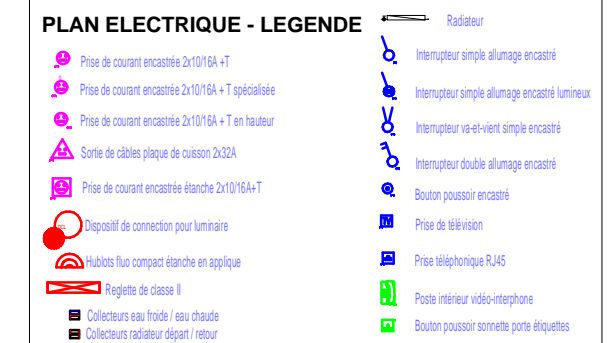 PLAN ELECTRIQUE - LEGENDE
Prise de courant encastrée 2x10/16A +T
Prise de courant encastrée 2x10/16A + T spécialisée
Prise de courant encastrée 2x10/16A + T en hauteur
Sortie de câbles plaque de cuisson 2x32A
Prise de courant encastrée étanche 2x10/16A+T
Dispositif de connection pour luminaire
Hublots fluo compact étanche en applique
Reglette de classe II
Collecteurs eau froide / eau chaude
Collecteurs radiateur départ / retour
Radiateur
Interrupteur simple allumage encastré
Interrupteur simple allumage encastré lumineux
Interrupteur va-et-vient simple encastré
Interrupteur double allumage encastré
Bouton poussoir encastré
Prise de télévision
Prise téléphonique RJ45
Poste intérieur vidéo-interphone
Bouton poussoir sonnette porte étiquettes